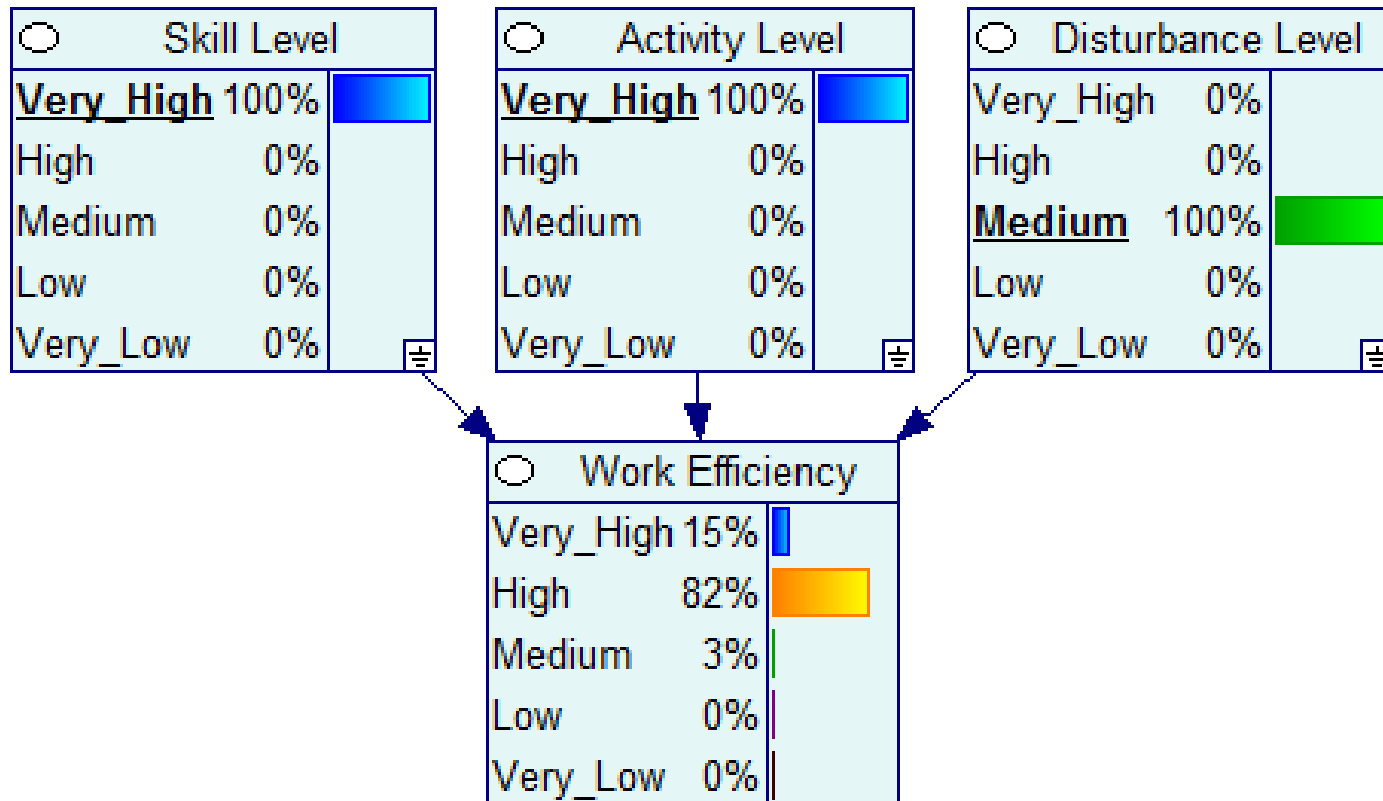 Skill Level
Very_High 100%
High 0%
Medium 0%
Low 0%
Very_Low 0%
Activity Level
Very_High 100%
High 0%
Medium 0%
Low 0%
Very_Low 0%
Disturbance Level
Very_High 0%
High 0%
Medium 100%
Low 0%
Very_Low 0%
Work Efficiency
Very_High 15%
High 82%
Medium 3%
Low 0%
Very_Low 0%